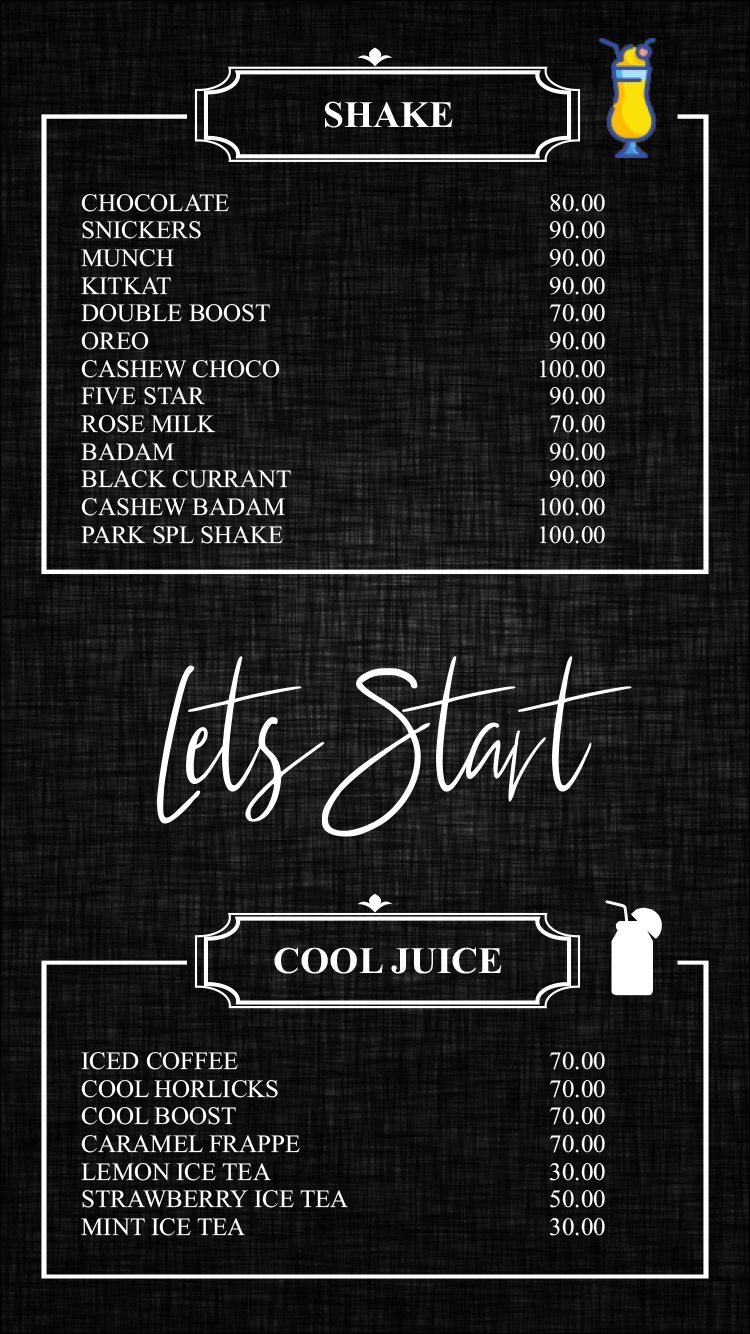 SHAKE
CHOCOLATE 80.00
SNICKERS 90.00
MUNCH 90.00
KITKAT 90.00
DOUBLE BOOST 70.00
OREO 90.00
CASHEW CHOCO 100.00
FIVE STAR 90.00
ROSE MILK 70.00
BADAM 90.00
BLACK CURRANT 90.00
CASHEW BADAM 100.00
PARK SPL SHAKE 100.00
Lets Start
COOL JUICE
ICED COFFEE 70.00
COOL HORLICKS 70.00
COOL BOOST 70.00
CARAMEL FRAPPE 70.00
LEMON ICE TEA 30.00
STRAWBERRY ICE TEA 50.00
MINT ICE TEA 30.00